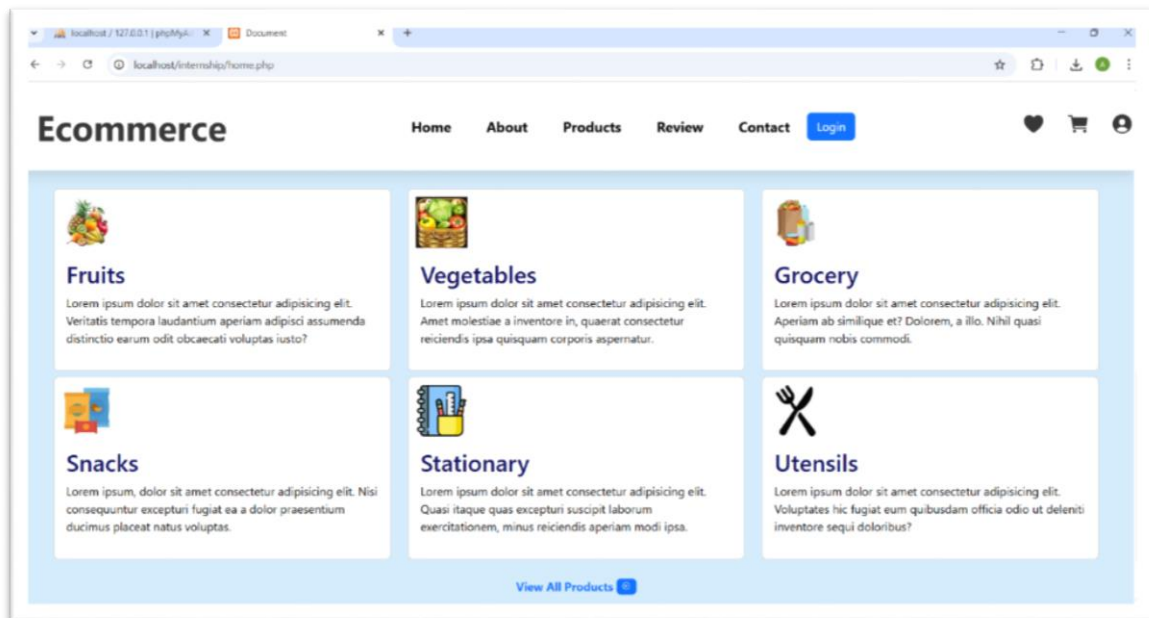 localhost / 127.0.0.1 | phpMyA
Document
localhost/internship/home.php
Ecommerce
Home About Products Review Contact Login
Fruits
Lorem ipsum dolor sit amet consectetur adipisicing elit.
Veritatis tempora laudantium aperiam adipisci assumenda
distinctio earum odit obcaecati voluptas iusto?
Vegetables
Lorem ipsum dolor sit amet consectetur adipisicing elit.
Amet molestiae a inventore in, quaerat consectetur
reiciendis ipsa quisquam corporis aspernatur.
Grocery
Lorem ipsum dolor sit amet consectetur adipisicing elit.
Aperiam ab similique et? Dolorem, a illo. Nihil quasi
quisquam nobis commodi.
Snacks
Lorem ipsum, dolor sit amet consectetur adipisicing elit. Nisi
consequuntur excepturi fugiat ea a dolor praesentium
ducimus placeat natus voluptas.
Stationary
Lorem ipsum dolor sit amet consectetur adipisicing elit.
Quasi itaque quas excepturi suscipit laborum
exercitationem, minus reiciendis aperiam modi ipsa.
Utensils
Lorem ipsum dolor sit amet consectetur adipisicing elit.
Voluptates hic fugiat eum quibusdam officia odio ut deleniti
inventore sequi doloribus?
View All Products